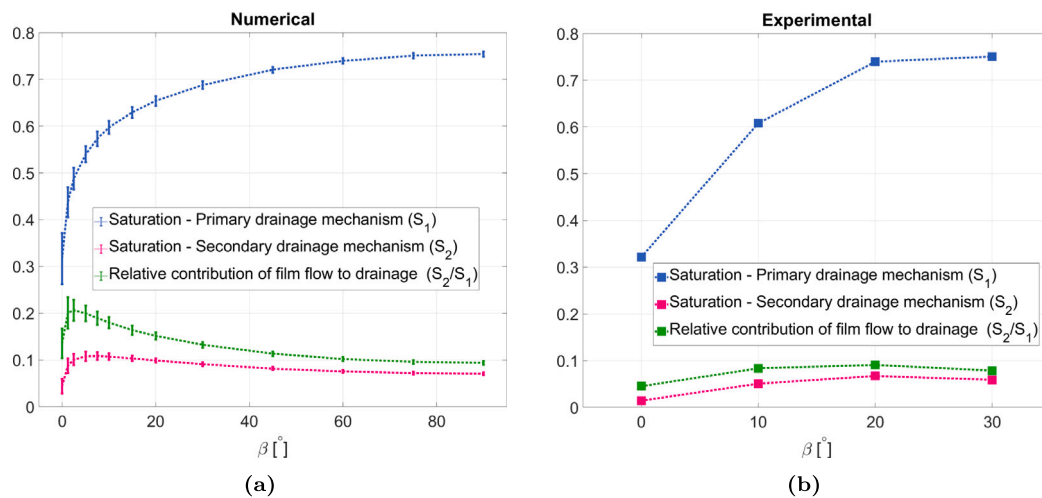 Numerical
0.8
0.7
0.6
0.5
0.4
0.3
0.2
0.1
0
Saturation - Primary drainage mechanism (S1)
Saturation - Secondary drainage mechanism (S2)
Relative contribution of film flow to drainage (S2/S1)
0 20 40 60 80
β [°]
(a)
Experimental
0.8
0.7
0.6
0.5
0.4
0.3
0.2
0.1
0
Saturation - Primary drainage mechanism (S1)
Saturation - Secondary drainage mechanism (S2)
Relative contribution of film flow to drainage (S2/S1)
0 10 20 30
β [°]
(b)